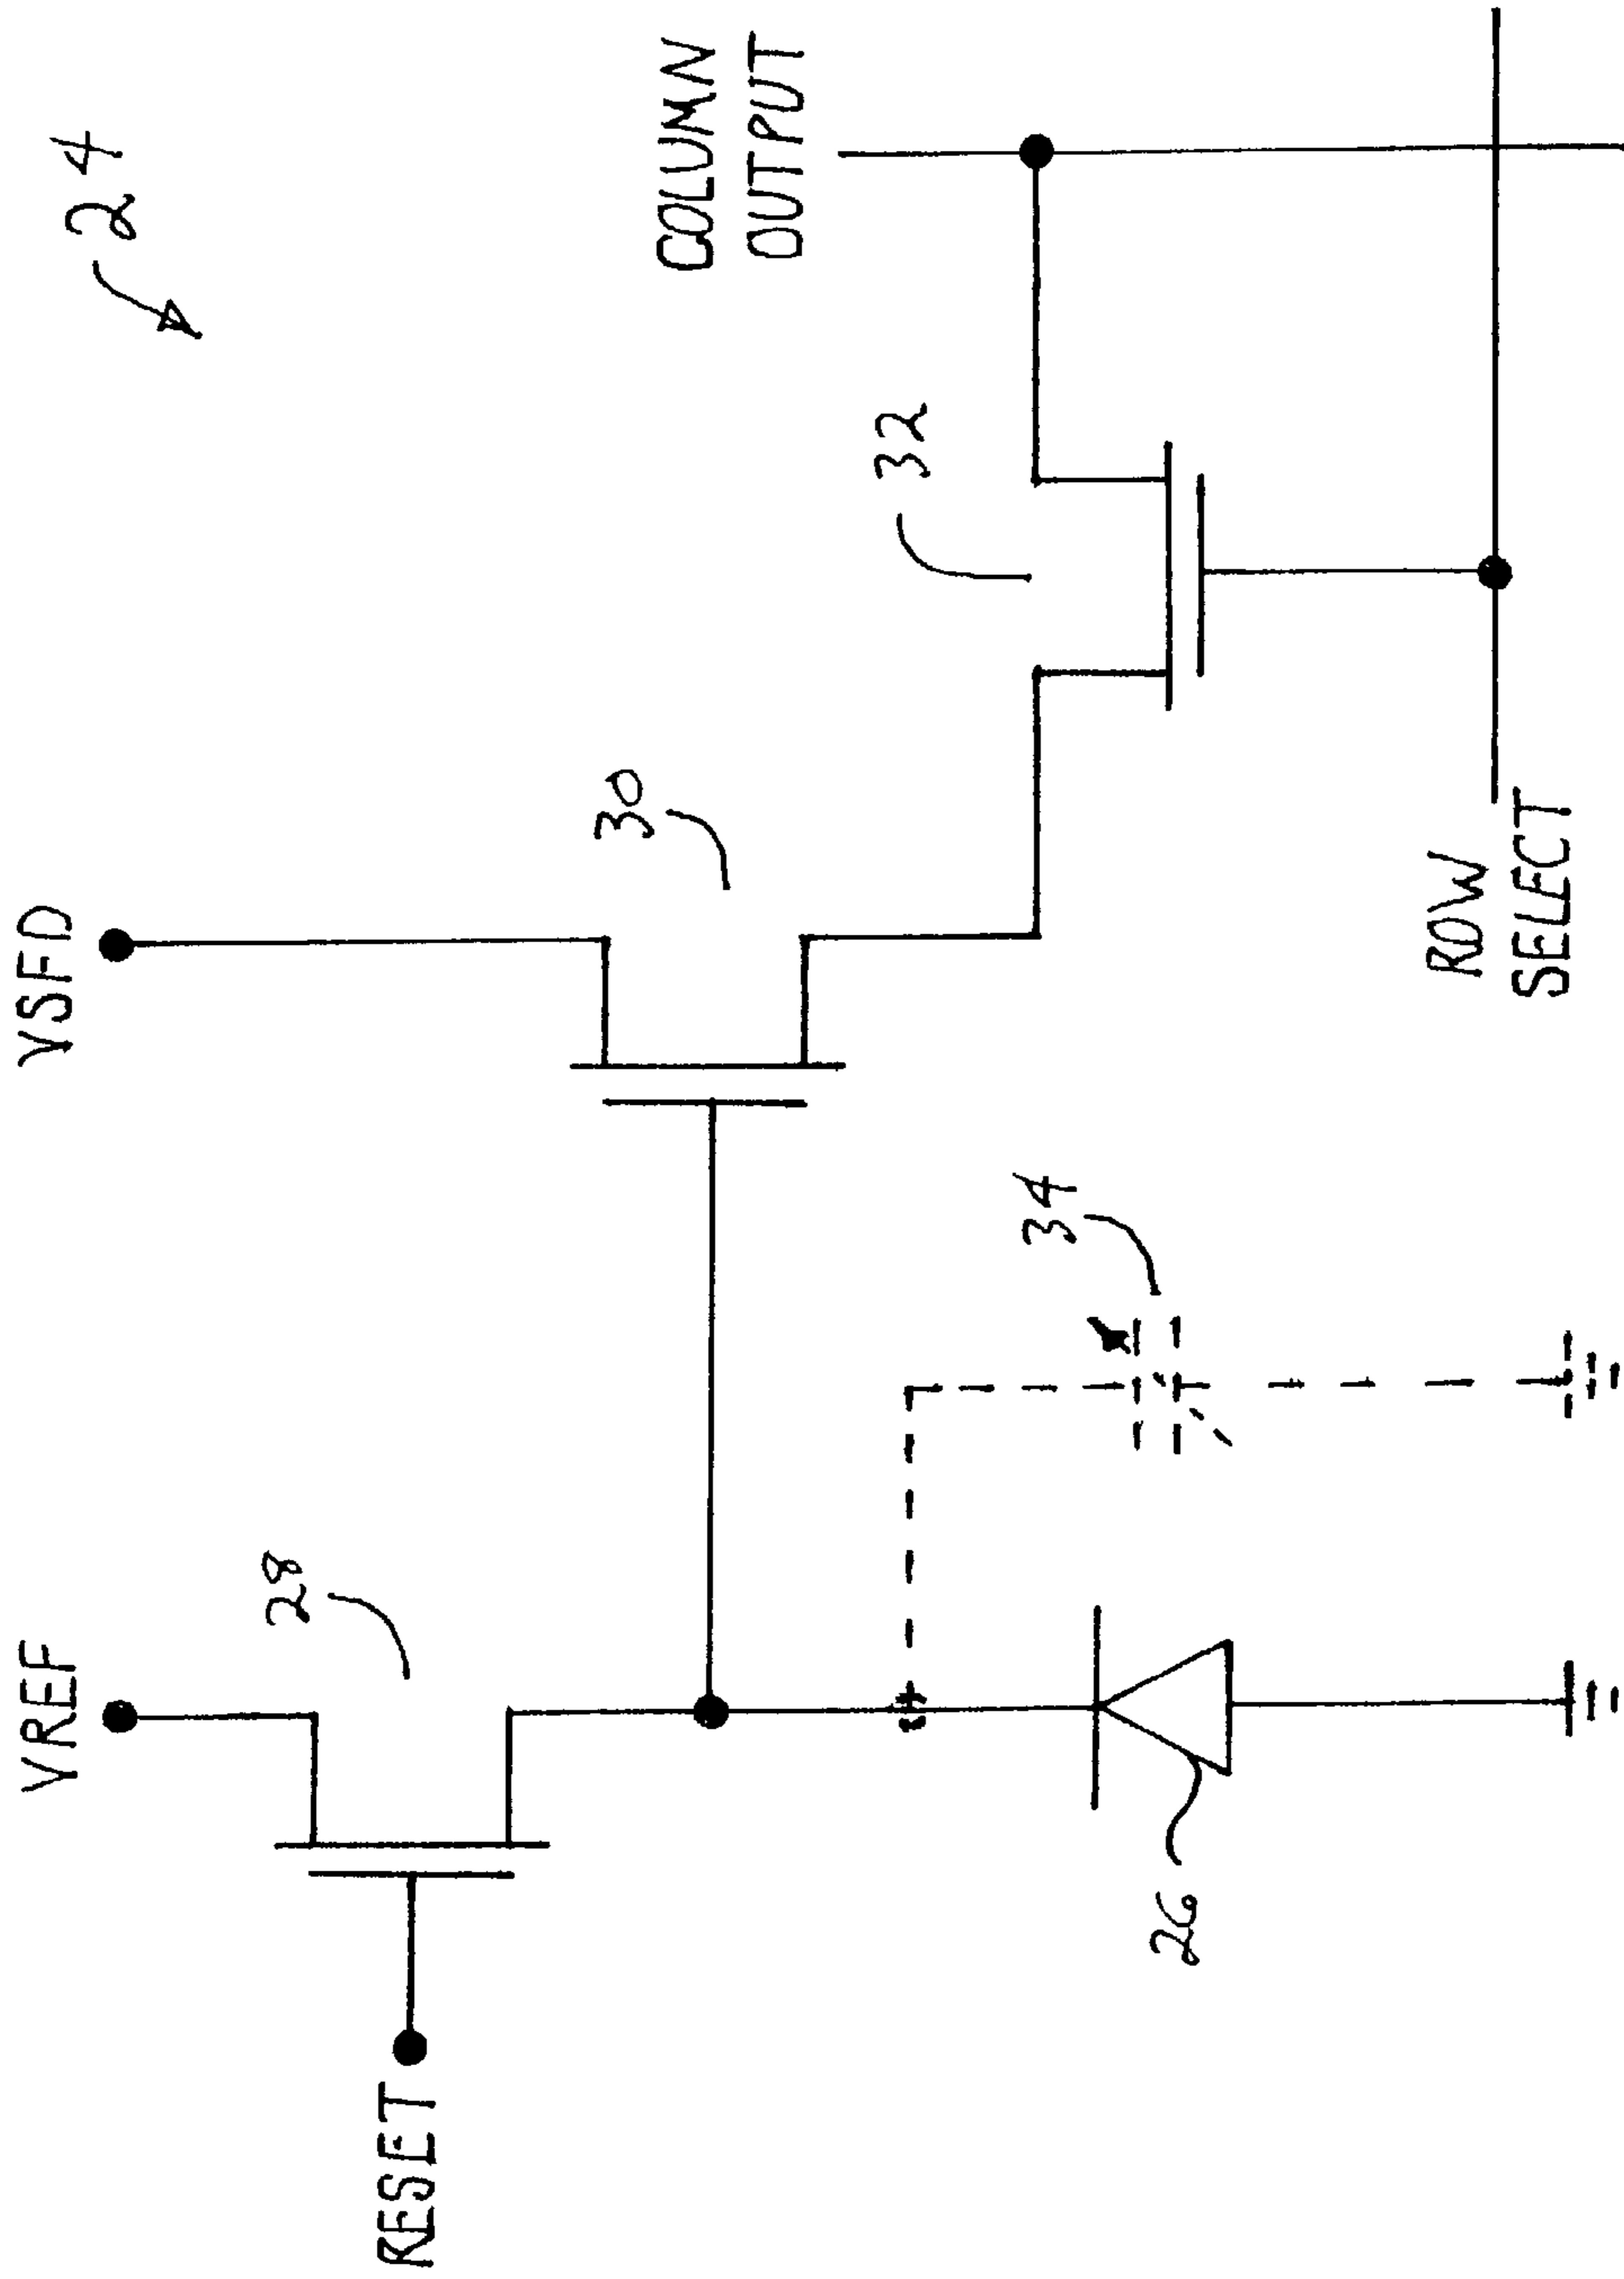 24
VREF
VSFD
28
30
RESET
COLUMN
OUTPUT
32
34
26
ROW
SELECT